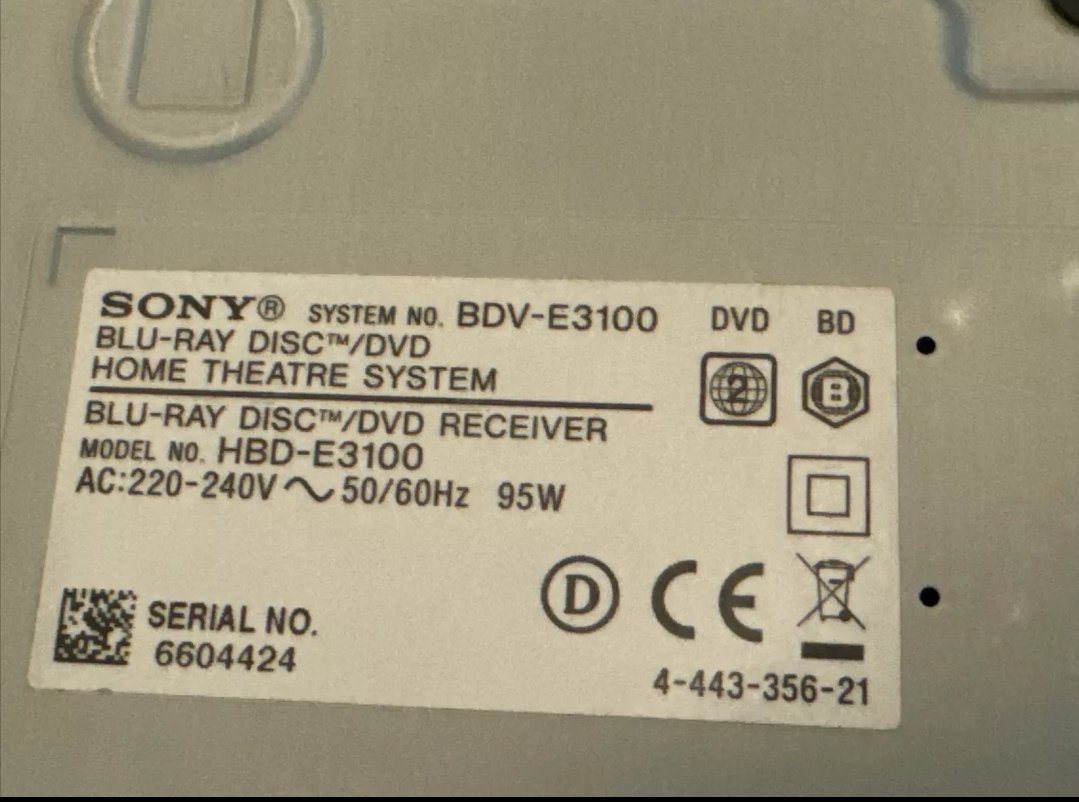 SONY® SYSTEM NO. BDV-E3100 DVD BD
BLU-RAY DISC™/DVD
HOME THEATRE SYSTEM
2 B
BLU-RAY DISC™/DVD RECEIVER
MODEL NO. HBD-E3100
AC:220-240V ~ 50/60Hz 95W
D CE
SERIAL NO.
6604424
4-443-356-21